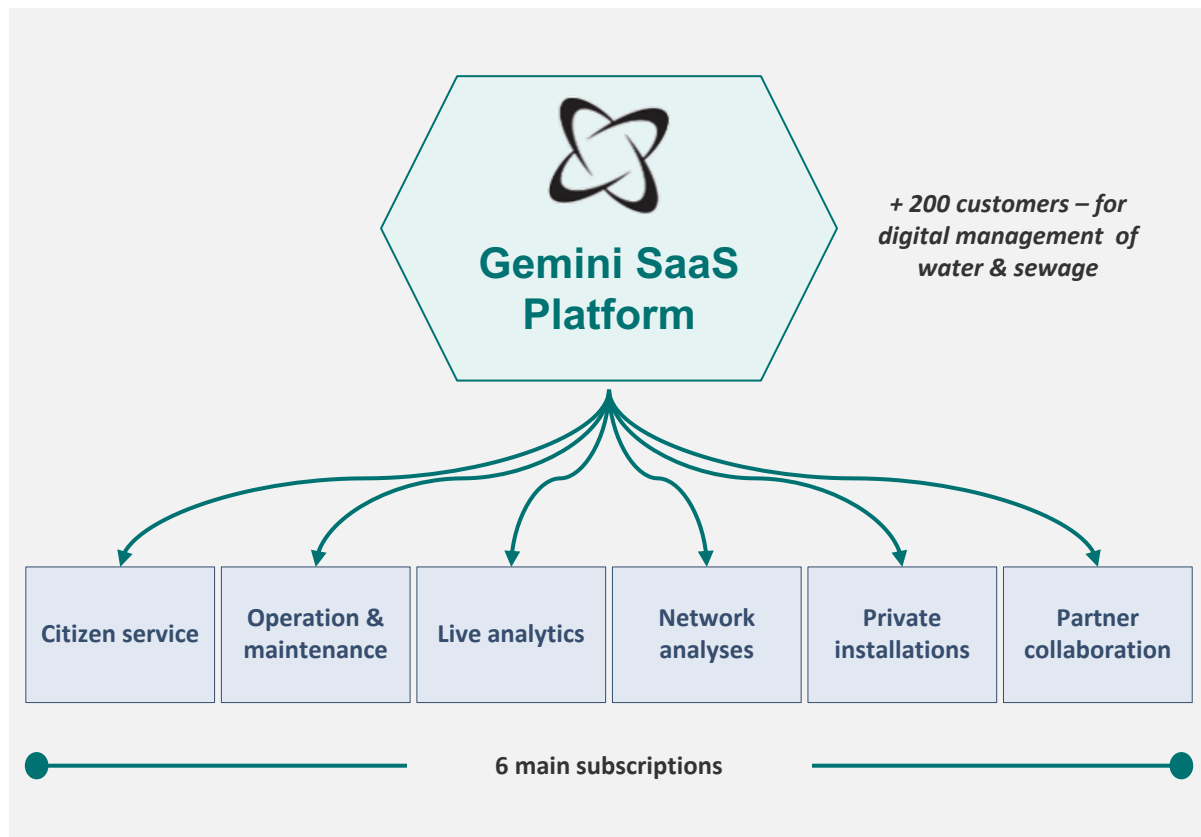 Gemini SaaS
Platform
+ 200 customers – for
digital management of
water & sewage
Citizen service
Operation &
maintenance
Live analytics
Network
analyses
Private
installations
Partner
collaboration
6 main subscriptions